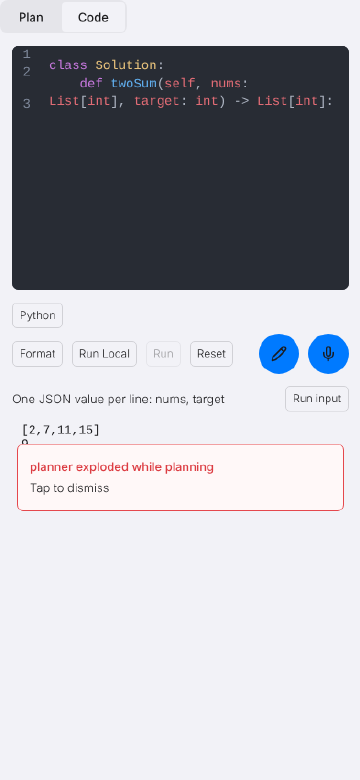 Plan Code
1
class Solution:
2
def twoSum(self, nums:
List[int], target: int) -> List[int]:
3
Python
Format Run Local Run Reset
One JSON value per line: nums, target Run input
[2,7,11,15]
planner exploded while planning
Tap to dismiss